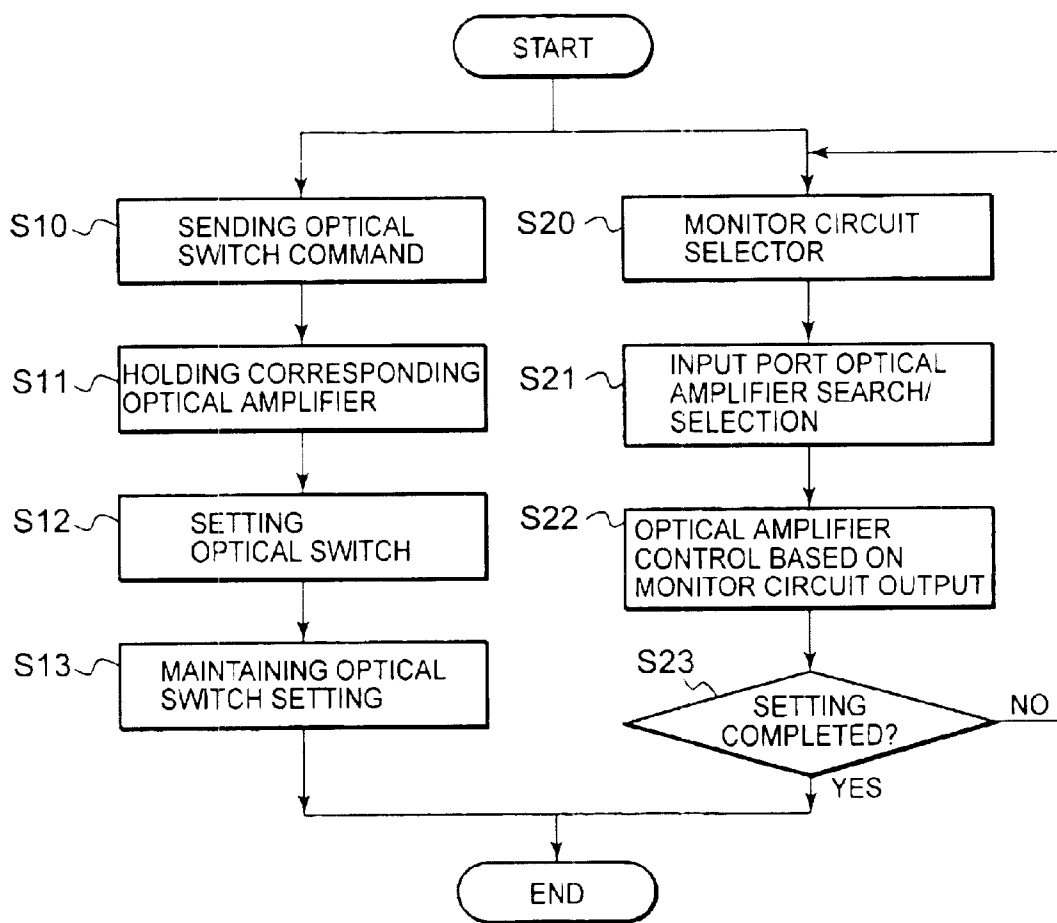 START
S10
SENDING OPTICAL
SWITCH COMMAND
S11
HOLDING CORRESPONDING
OPTICAL AMPLIFIER
S12
SETTING
OPTICAL SWITCH
S13
MAINTAINING OPTICAL
SWITCH SETTING
S20
MONITOR CIRCUIT
SELECTOR
S21
INPUT PORT OPTICAL
AMPLIFIER SEARCH/
SELECTION
S22
OPTICAL AMPLIFIER
CONTROL BASED ON
MONITOR CIRCUIT OUTPUT
S23
SETTING
COMPLETED?
NO
YES
END